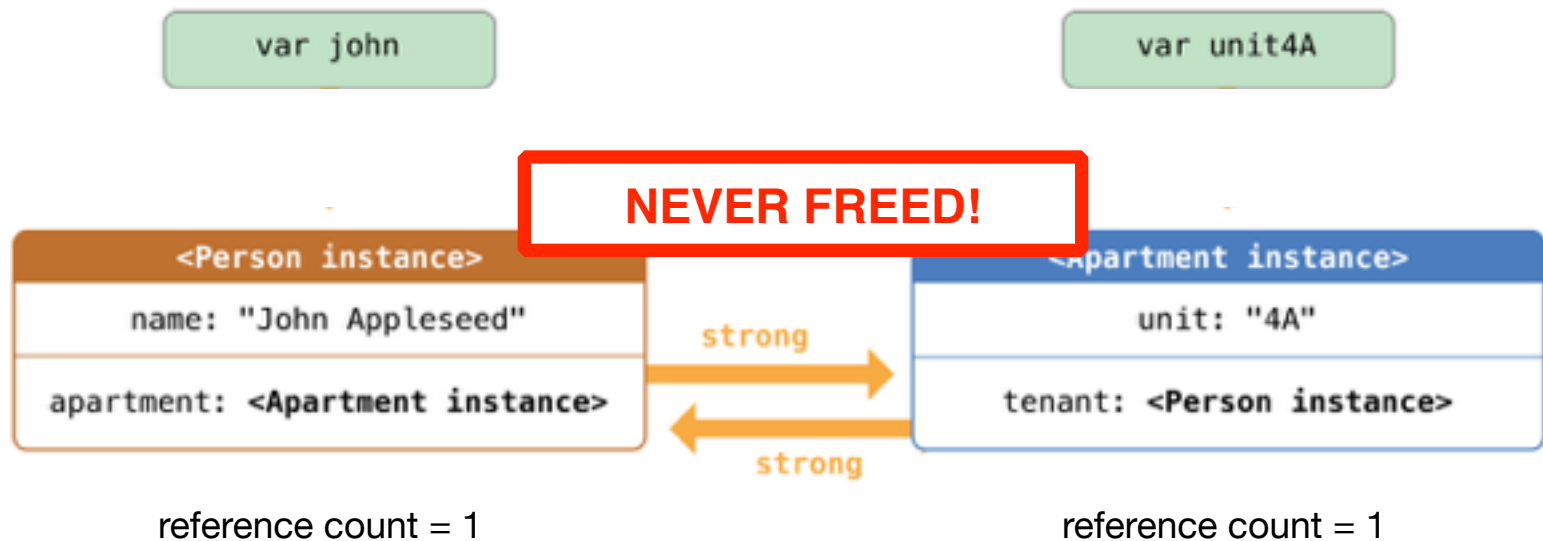 var john
var unit4A
NEVER FREED!
<Person instance>
<Apartment instance>
name: "John Appleseed"
unit: "4A"
strong
apartment: <Apartment instance>
tenant: <Person instance>
strong
reference count = 1
reference count = 1